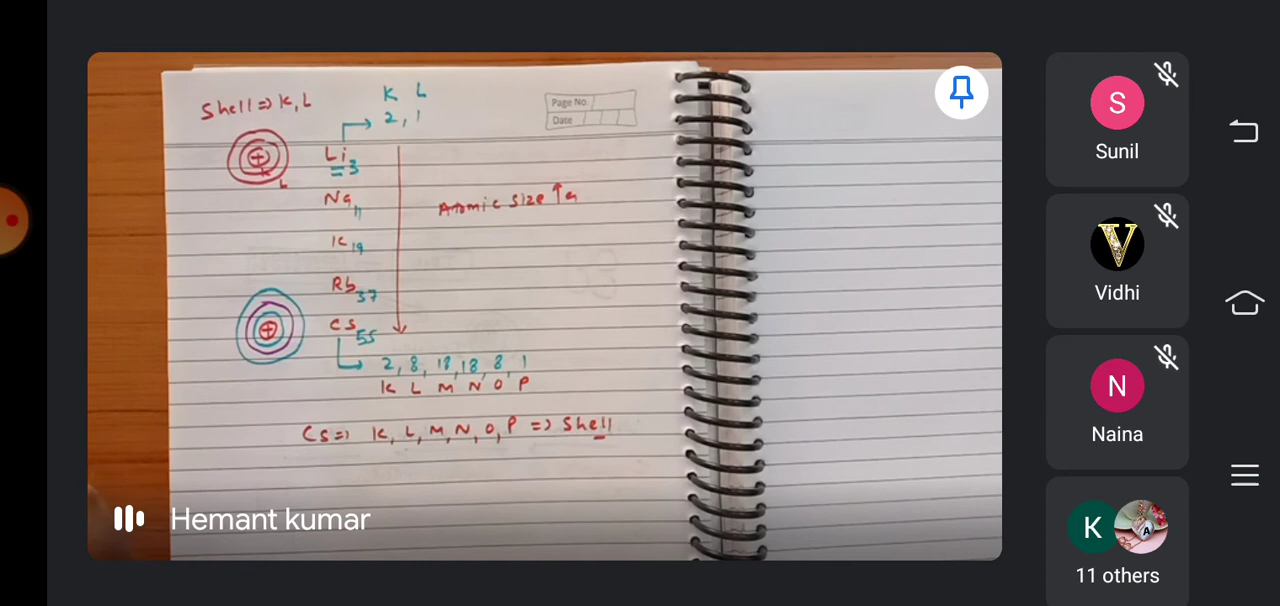 Shell => K, L
K L
2, 1
Page No.
Date
Li 3
K
L
Na 11
Atomic size ↑
K 19
Rb 37
Cs 55
2, 8, 18, 18, 8, 1
K L M N O P
Cs => K, L, M, N, O, P => Shell
Hemant kumar
S
Sunil
V
Vidhi
N
Naina
K
A
11 others